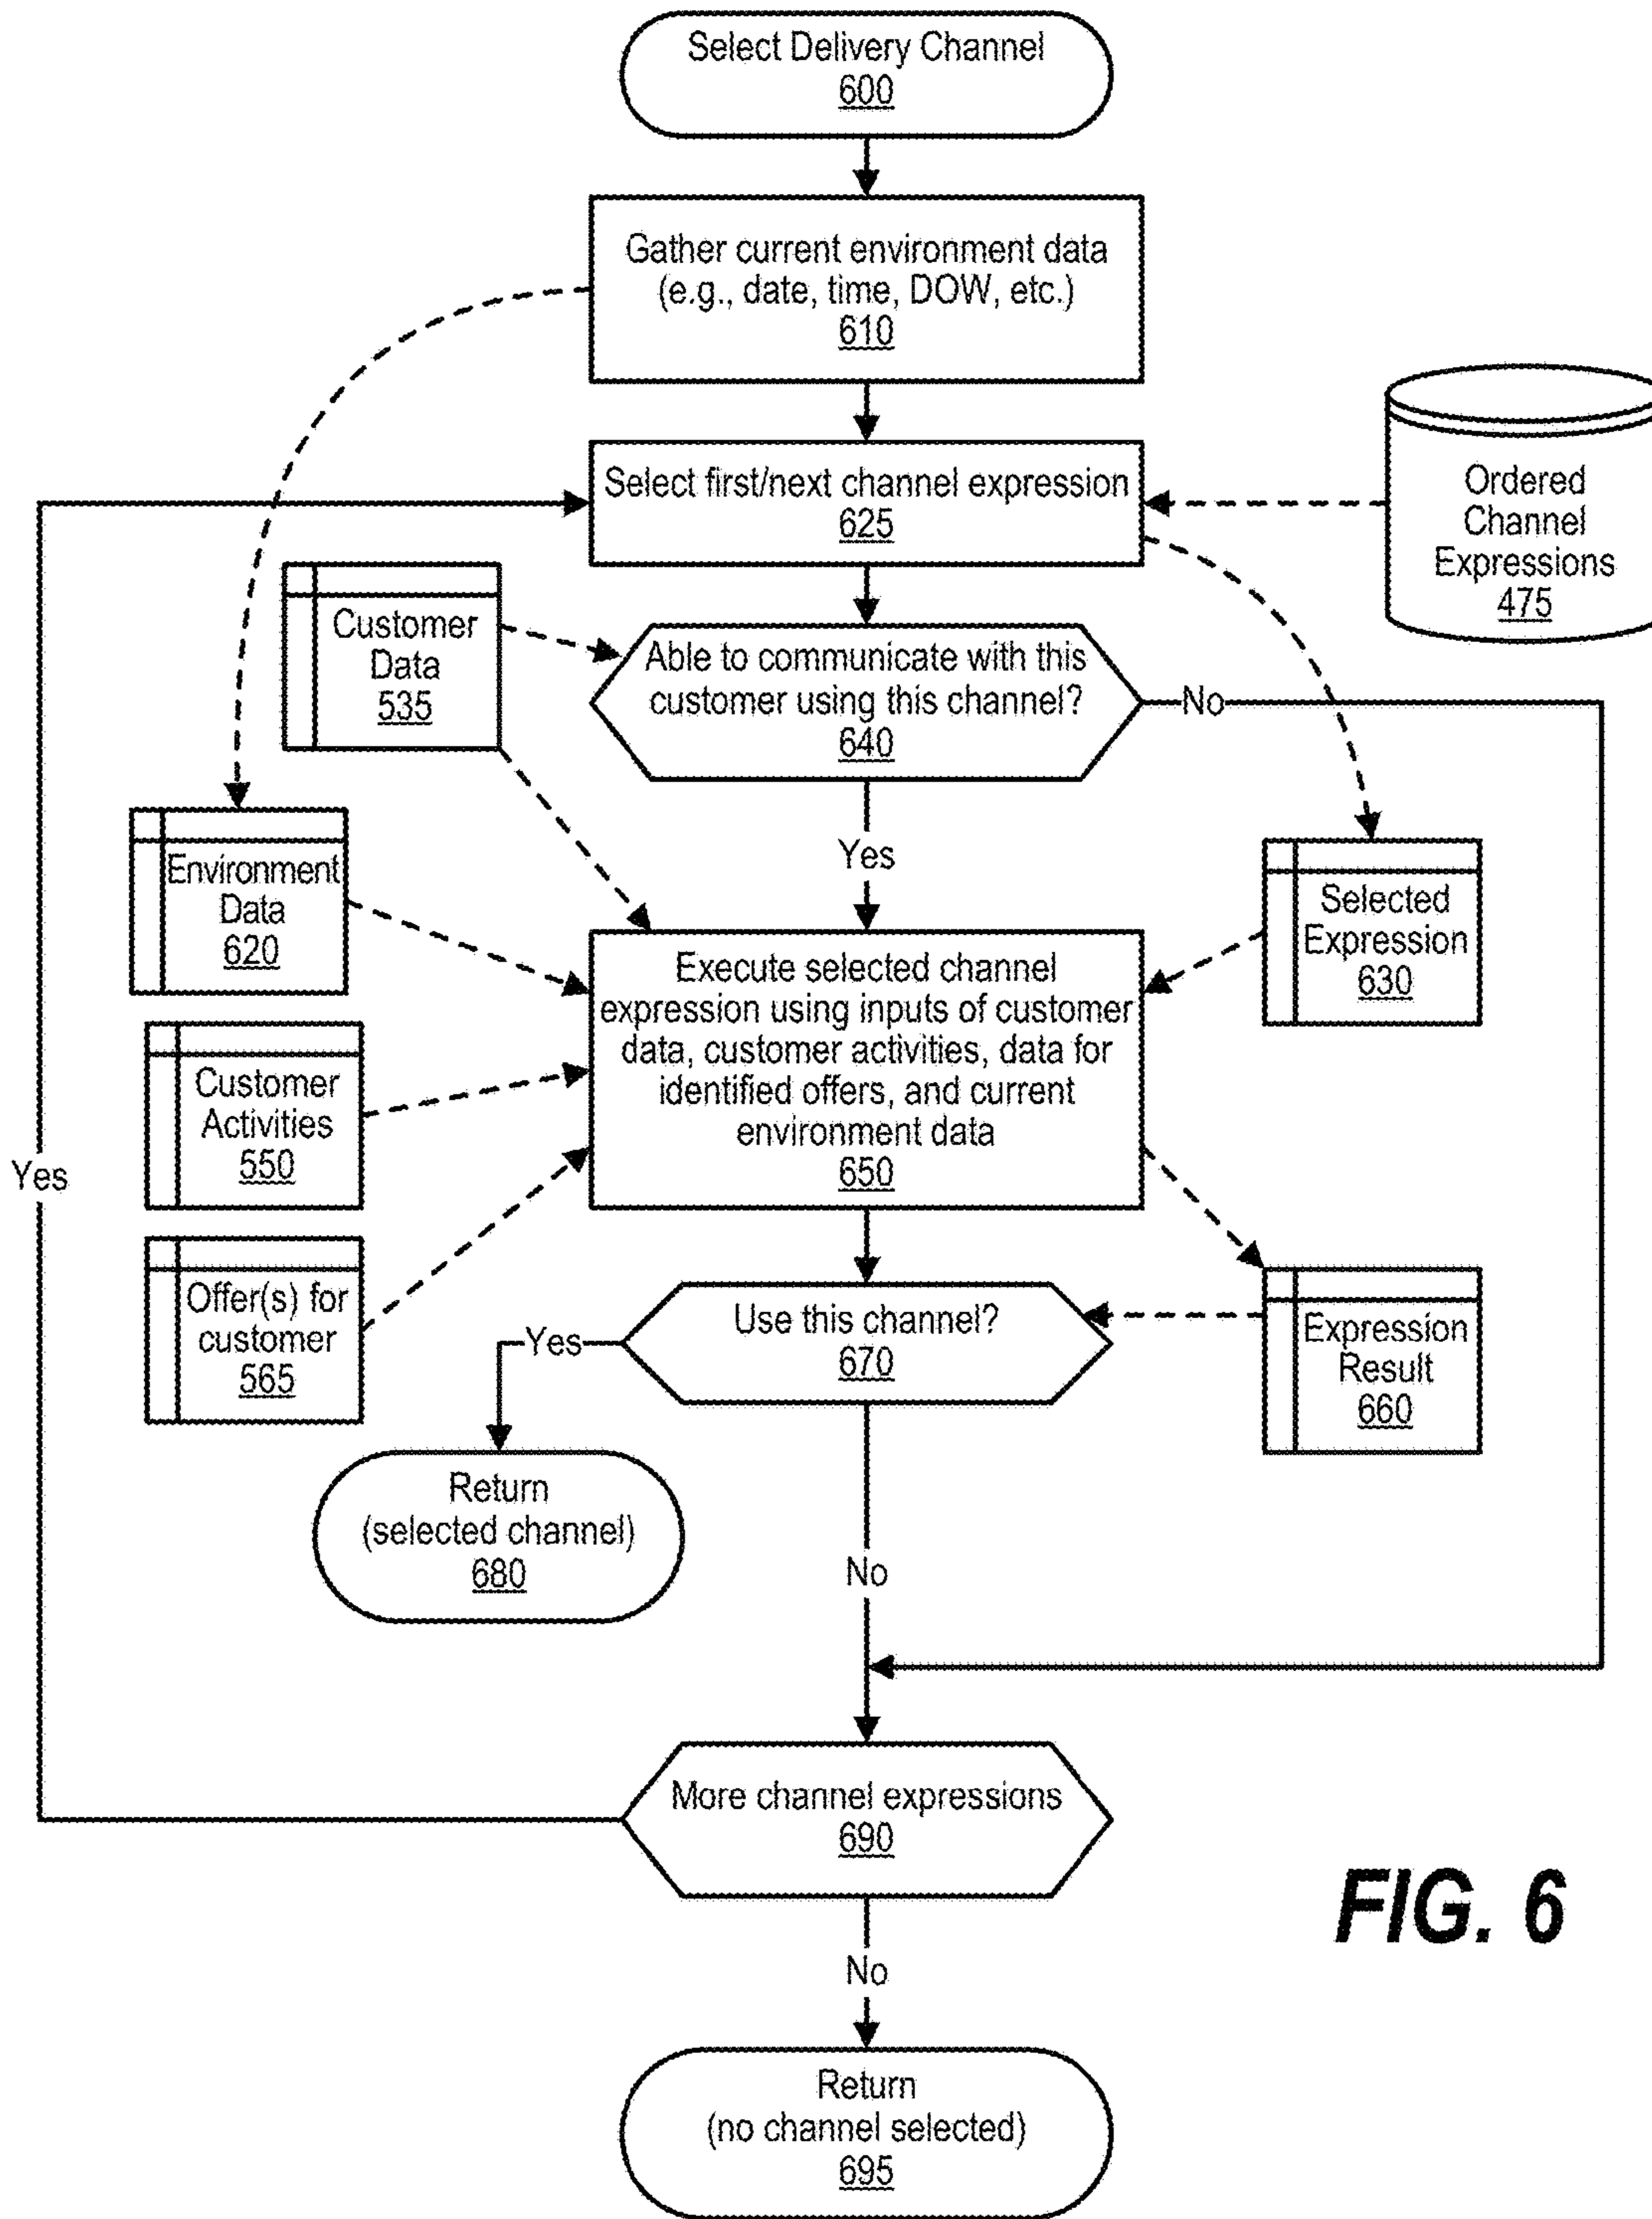 Select Delivery Channel
600
Gather current environment data
(e.g., date, time, DOW, etc.)
610
Select first/next channel expression
625
Ordered
Channel
Expressions
475
Customer
Data
535
Able to communicate with this
customer using this channel?
640
No
Yes
Environment
Data
620
Selected
Expression
630
Execute selected channel
expression using inputs of customer
data, customer activities, data for
identified offers, and current
environment data
650
Customer
Activities
550
Yes
Offer(s) for
customer
565
Use this channel?
670
Yes
Expression
Result
660
Return
(selected channel)
680
No
More channel expressions
690
FIG. 6
No
Return
(no channel selected)
695